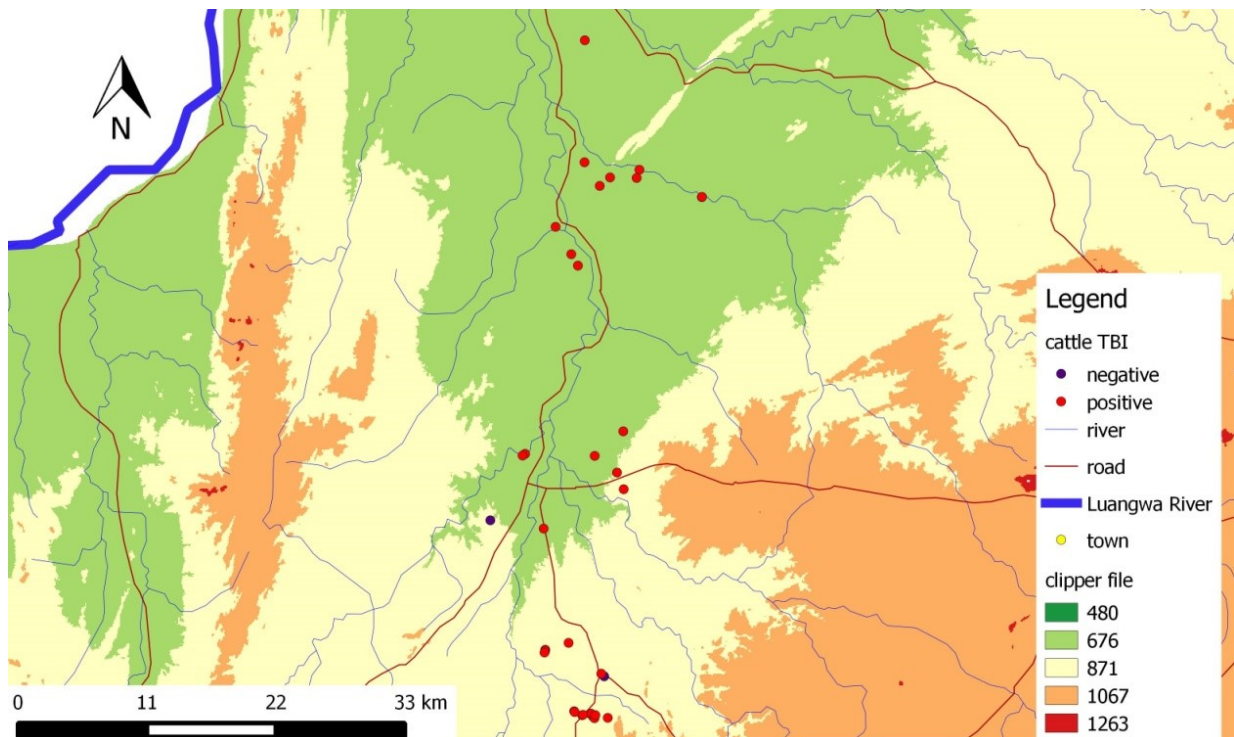 N
Legend
cattle TBI
negative
positive
river
road
Luangwa River
town
clipper file
480
676
871
1067
1263
0 11 22 33 km